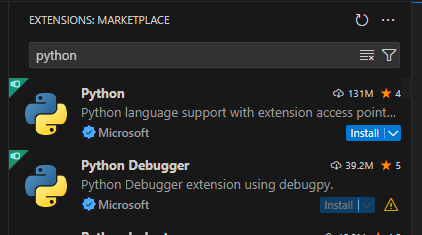 EXTENSIONS: MARKETPLACE
python
Python 131M 4
Python language support with extension access point...
Microsoft Install
Python Debugger 39.2M 5
Python Debugger extension using debugpy.
Microsoft Install